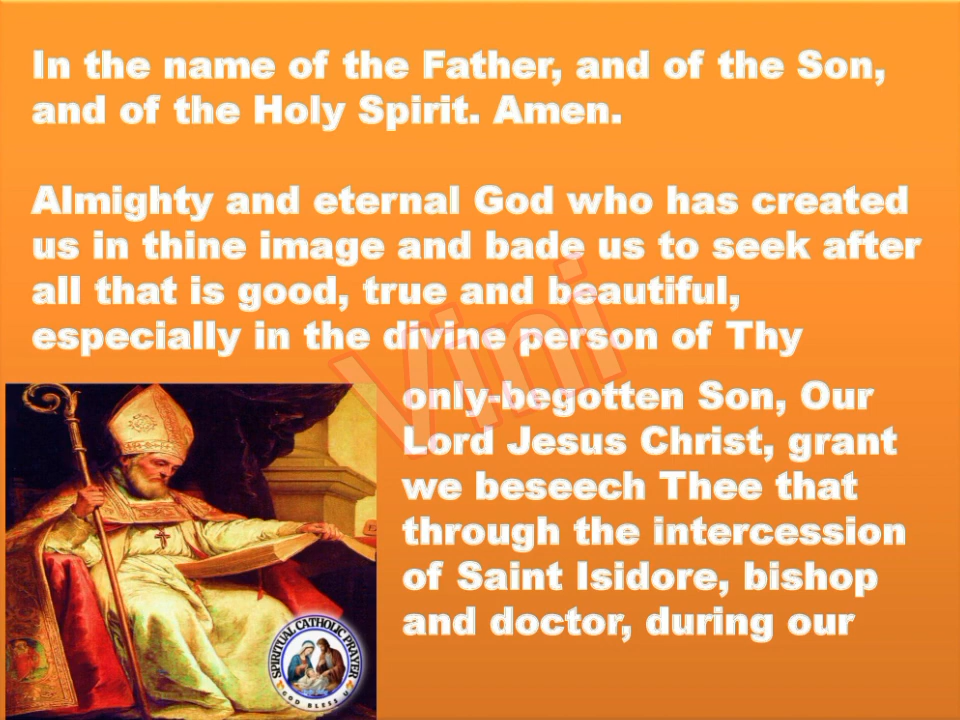 In the name of the Father, and of the Son,
and of the Holy Spirit. Amen.
Almighty and eternal God who has created
us in thine image and bade us to seek after
all that is good, true and beautiful,
especially in the divine person of Thy
only-begotten Son, Our
Lord Jesus Christ, grant
we beseech Thee that
through the intercession
of Saint Isidore, bishop
and doctor, during our
Vini
SPIRITUAL CATHOLIC PRAYER
GOD BLESS U